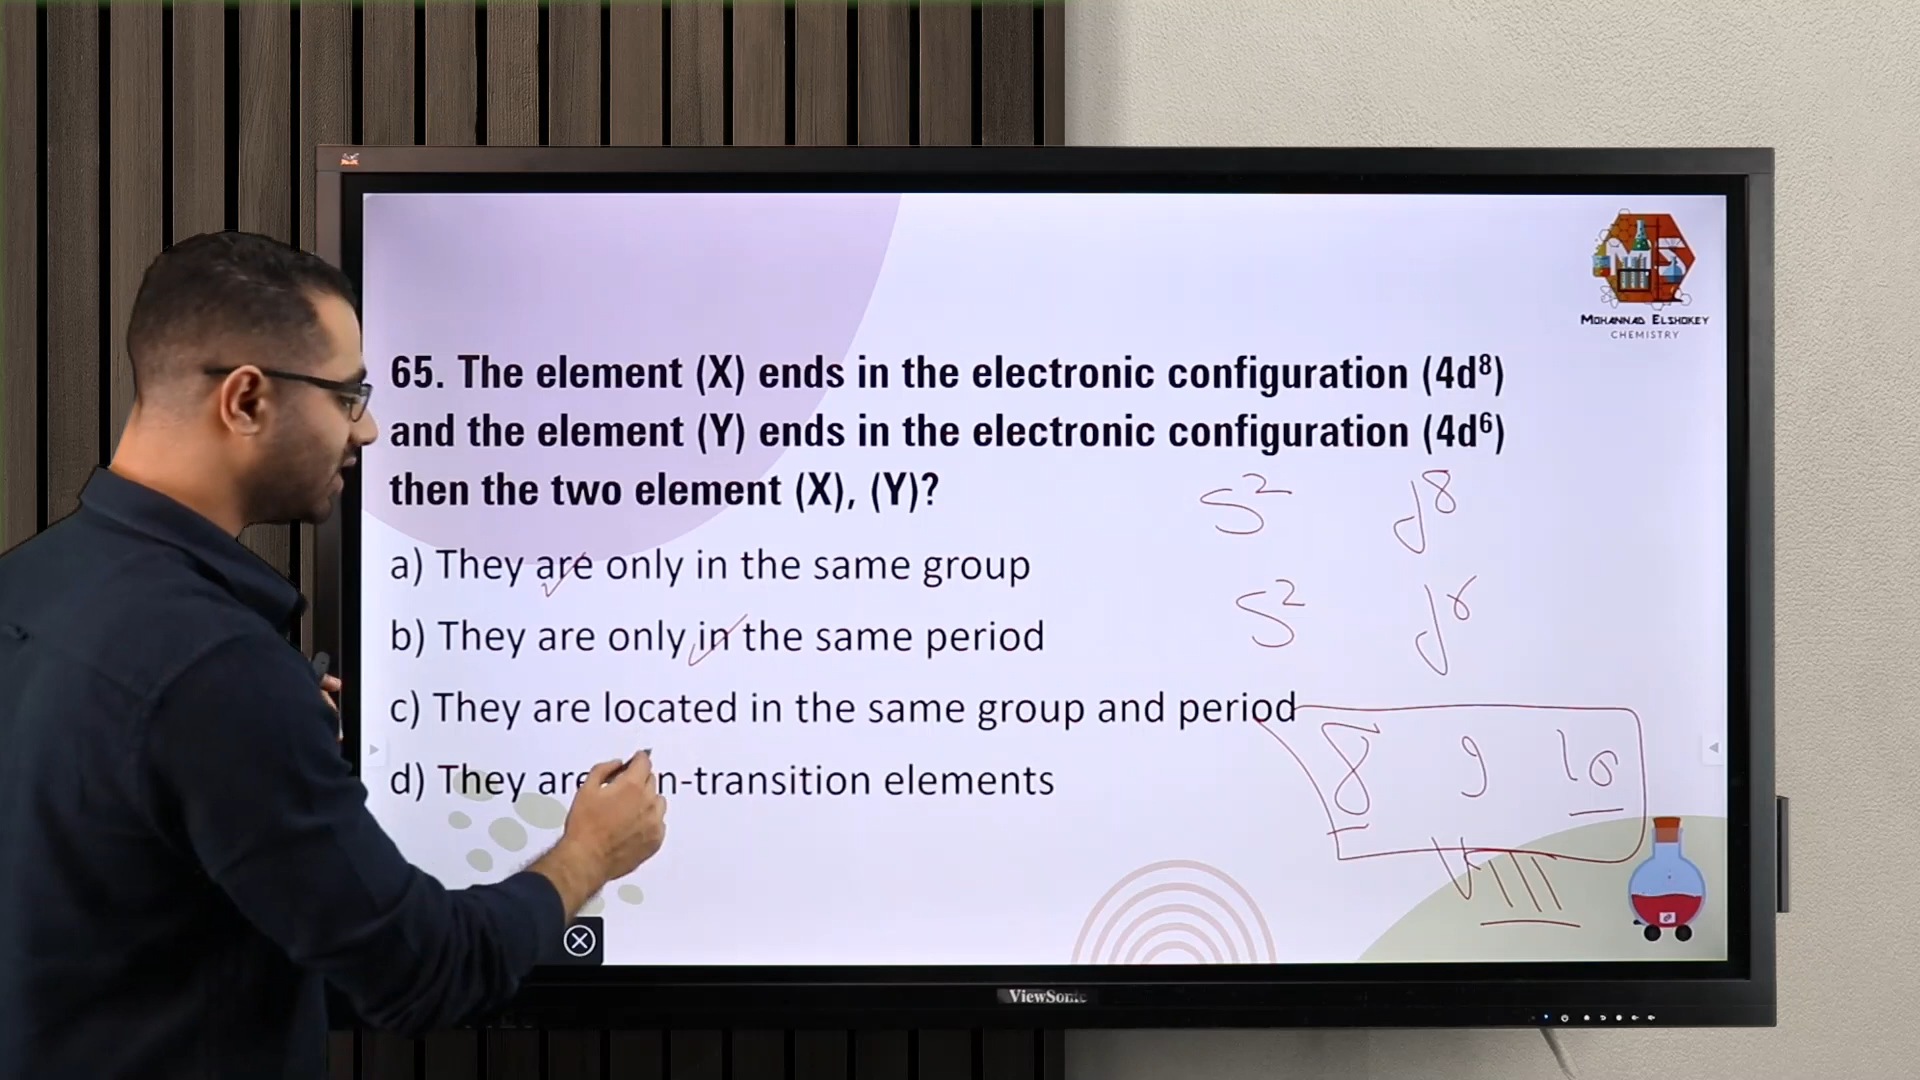 MOHANNAD ELSHOKEY
CHEMISTRY
65. The element (X) ends in the electronic configuration (4d⁸)
and the element (Y) ends in the electronic configuration (4d⁶)
then the two element (X), (Y)?
S² d⁸
a) They are only in the same group
S² d⁶
b) They are only in the same period
c) They are located in the same group and period
8 9 10
d) They are n-transition elements
VIII
ViewSonic